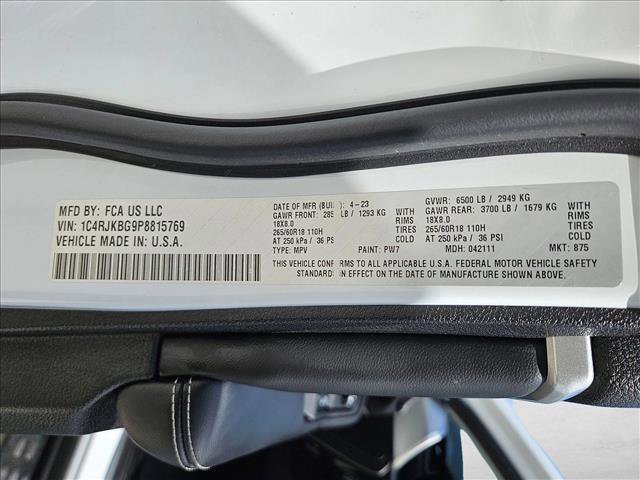 MFD BY: FCA US LLC
VIN: 1C4RJKBG9P8815769
VEHICLE MADE IN U.S.A.
DATE OF MFR 4-23
GAWR FRONT: LB / 1293 KG
18X8.0
265/60R18 110H
AT 250 kPa / 36 PSI
TYPE: MPV PAINT: PW7
WITH
RIMS
TIRES
COLD
GVWR: 6500 LB / 2949 KG
GAWR REAR: 3700 LB / 1679 KG
18X8.0
265/60R18 110H
AT 250 kPa / 36 PSI
MDH: 042111
WITH
RIMS
TIRES
COLD
MKT: 875
THIS VEHICLE CONFORMS TO ALL APPLICABLE U.S.A. FEDERAL MOTOR VEHICLE SAFETY
STANDARDS IN EFFECT ON THE DATE OF MANUFACTURE SHOWN ABOVE.